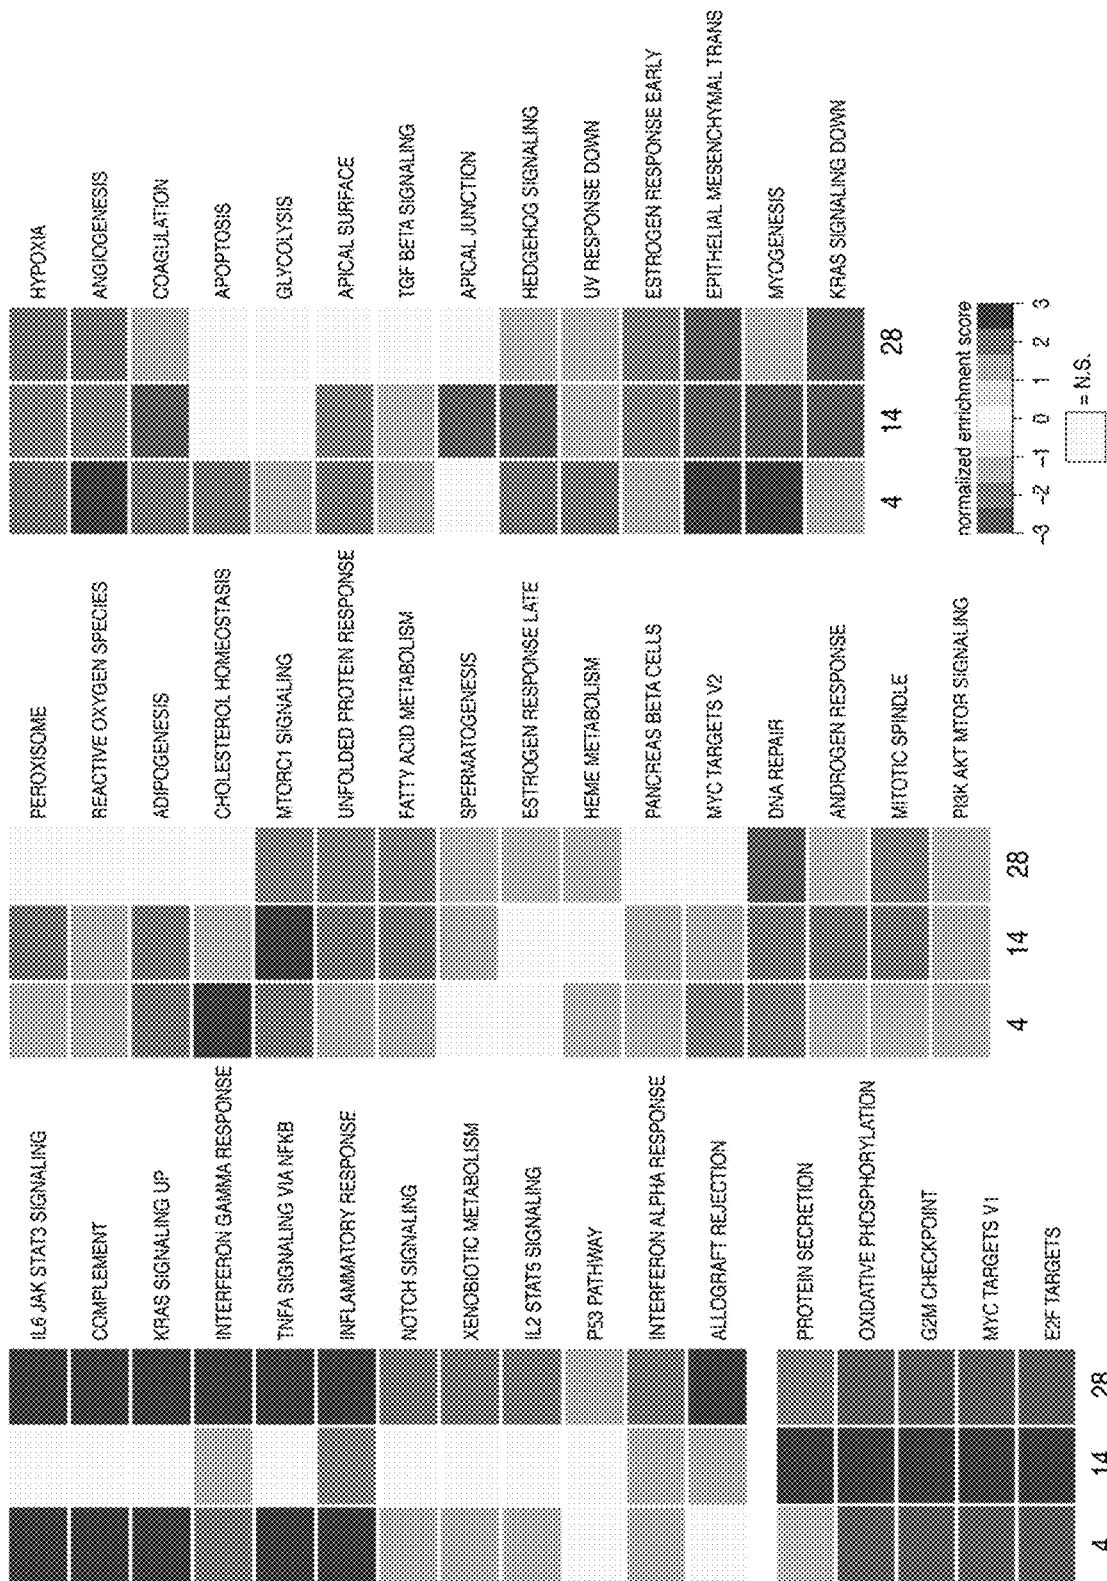 IL6 JAK STAT3 SIGNALING
COMPLEMENT
KRAS SIGNALING UP
INTERFERON GAMMA RESPONSE
TNFA SIGNALING VIA NFKB
INFLAMMATORY RESPONSE
NOTCH SIGNALING
XENOBIOTIC METABOLISM
IL2 STAT5 SIGNALING
P53 PATHWAY
INTERFERON ALPHA RESPONSE
ALLOGRAFT REJECTION
PROTEIN SECRETION
OXIDATIVE PHOSPHORYLATION
G2M CHECKPOINT
MYC TARGETS V1
E2F TARGETS
4 14 28
PEROXISOME
REACTIVE OXYGEN SPECIES
ADIPOGENESIS
CHOLESTEROL HOMEOSTASIS
MTORC1 SIGNALING
UNFOLDED PROTEIN RESPONSE
FATTY ACID METABOLISM
SPERMATOGENESIS
ESTROGEN RESPONSE LATE
HEME METABOLISM
PANCREAS BETA CELLS
MYC TARGETS V2
DNA REPAIR
ANDROGEN RESPONSE
MITOTIC SPINDLE
PI3K AKT MTOR SIGNALING
4 14 28
HYPOXIA
ANGIOGENESIS
COAGULATION
APOPTOSIS
GLYCOLYSIS
APICAL SURFACE
TGF BETA SIGNALING
APICAL JUNCTION
HEDGEHOG SIGNALING
UV RESPONSE DOWN
ESTROGEN RESPONSE EARLY
EPITHELIAL MESENCHYMAL TRANS
MYOGENESIS
KRAS SIGNALING DOWN
4 14 28
normalized enrichment score
-3 -2 -1 0 1 2 3
= N.S.